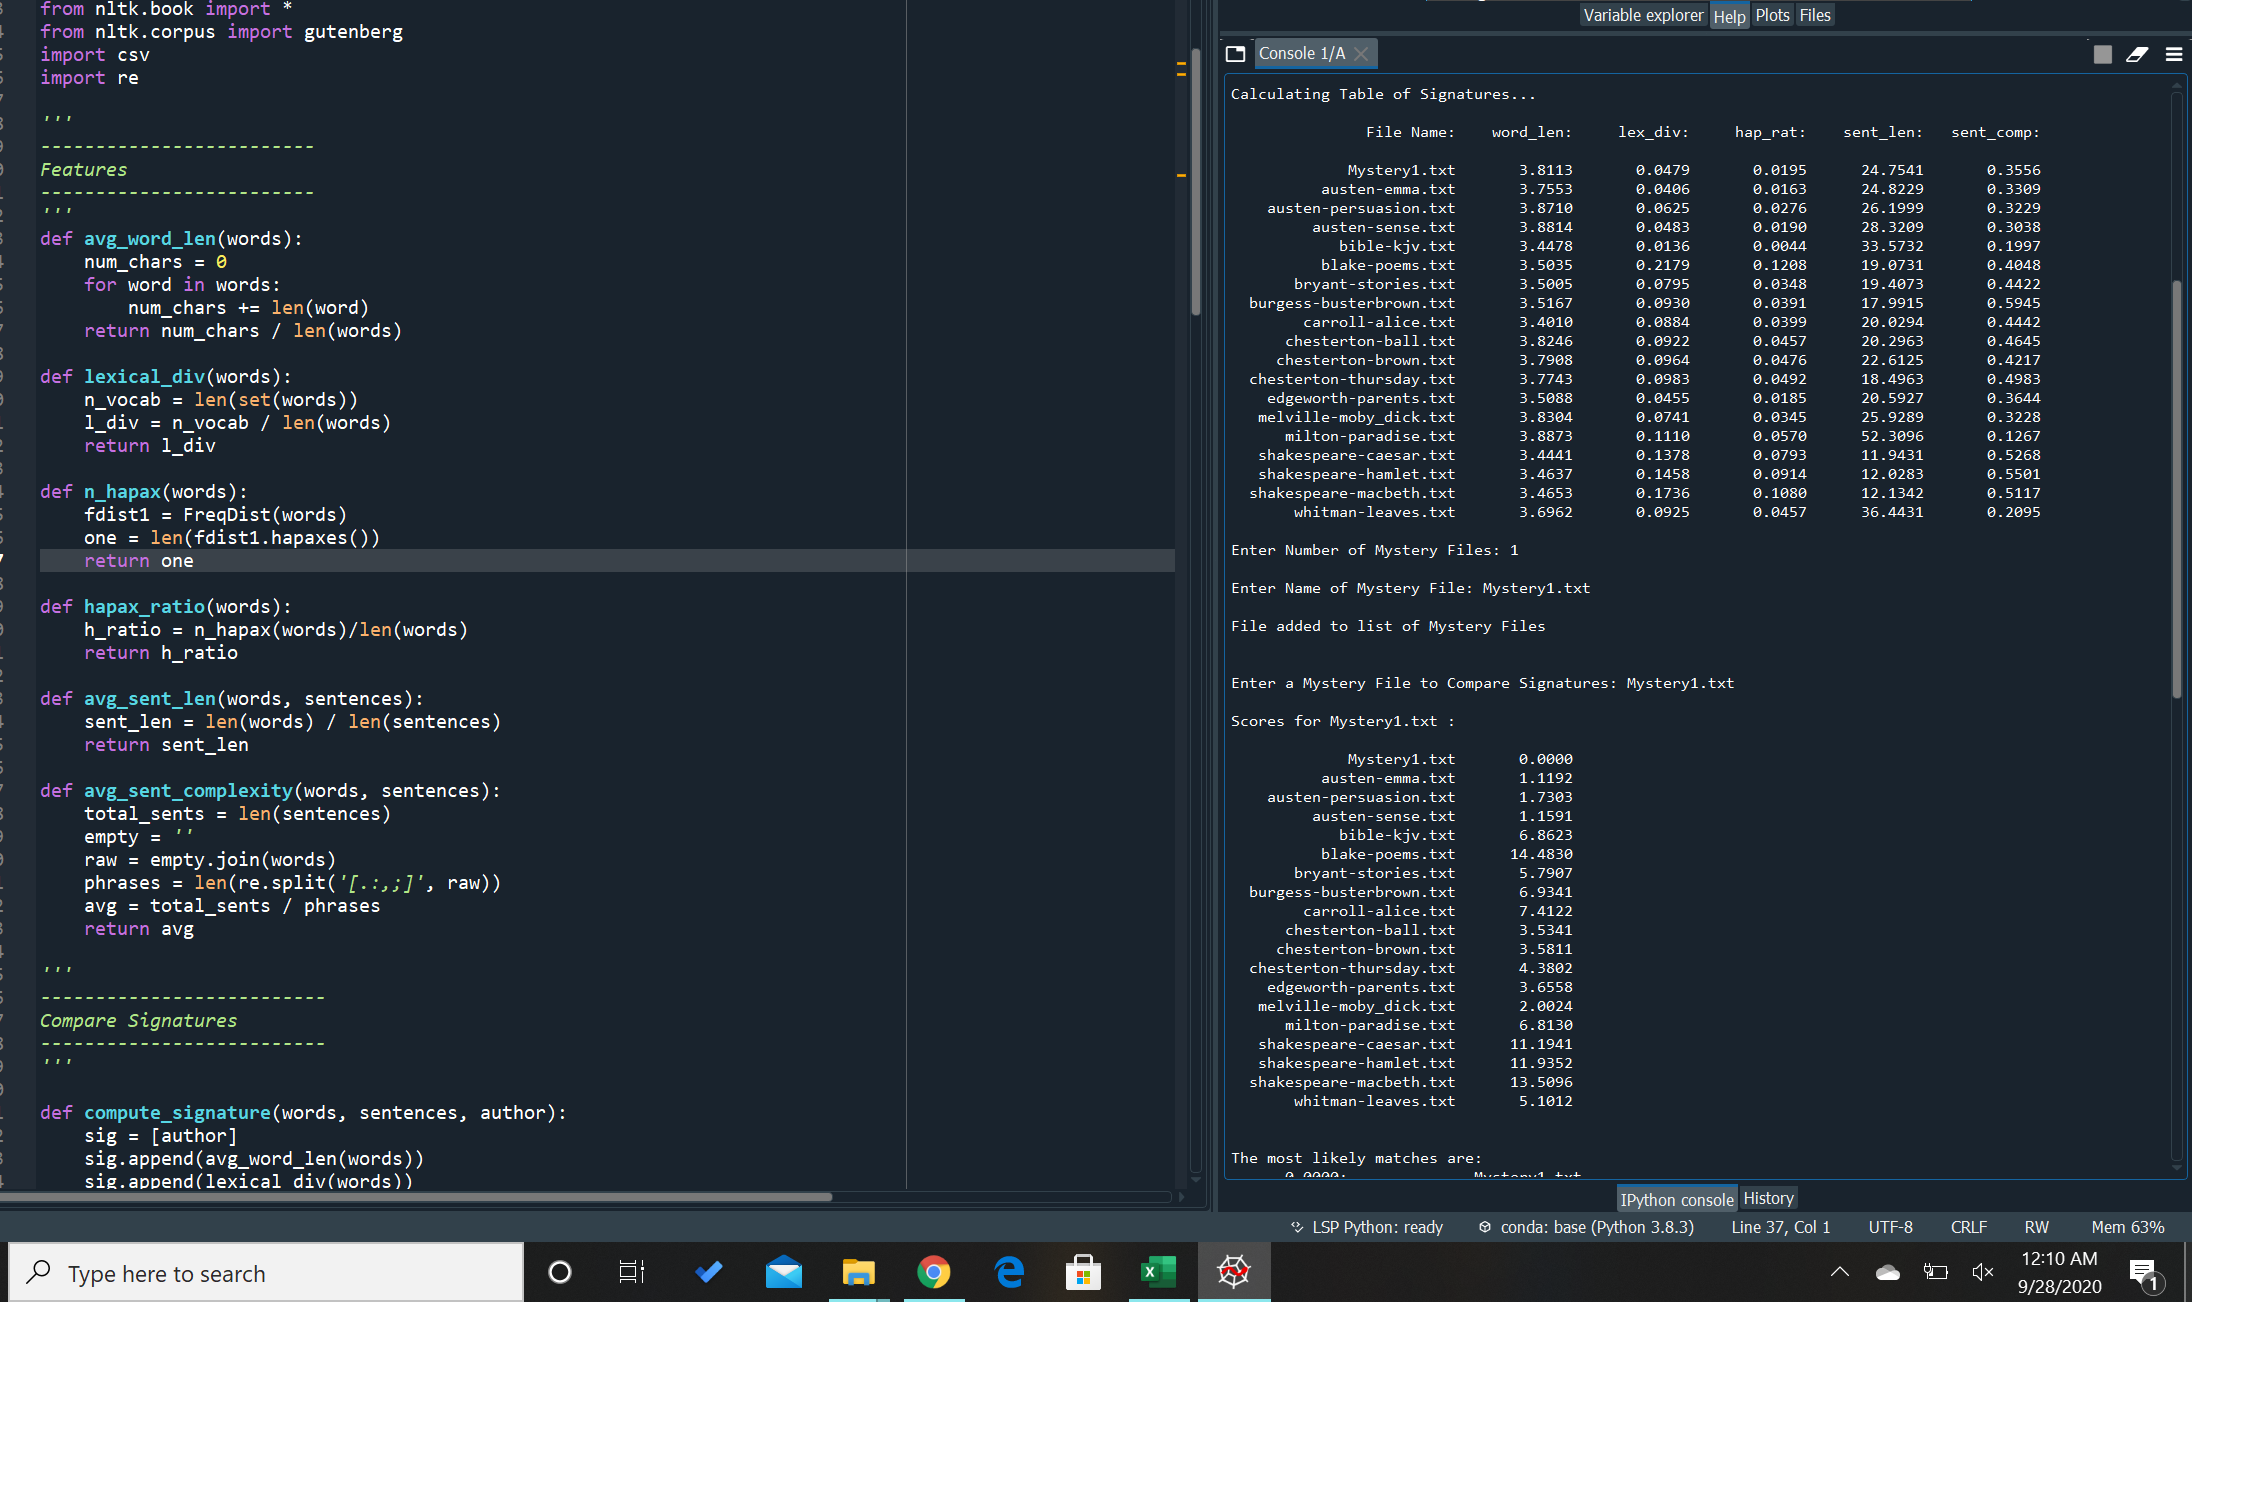 from nltk.book import *
from nltk.corpus import gutenberg
import csv
import re
'''
-------------------------
Features
-------------------------
'''
def avg_word_len(words):
    num_chars = 0
    for word in words:
        num_chars += len(word)
    return num_chars / len(words)
def lexical_div(words):
    n_vocab = len(set(words))
    l_div = n_vocab / len(words)
    return l_div
def n_hapax(words):
    fdist1 = FreqDist(words)
    one = len(fdist1.hapaxes())
    return one
def hapax_ratio(words):
    h_ratio = n_hapax(words)/len(words)
    return h_ratio
def avg_sent_len(words, sentences):
    sent_len = len(words) / len(sentences)
    return sent_len
def avg_sent_complexity(words, sentences):
    total_sents = len(sentences)
    empty = ''
    raw = empty.join(words)
    phrases = len(re.split('[.:,;]', raw))
    avg = total_sents / phrases
    return avg
'''
--------------------------
Compare Signatures
--------------------------
'''
def compute_signature(words, sentences, author):
    sig = [author]
    sig.append(avg_word_len(words))
    sig.append(lexical_div(words))
Variable explorer Help Plots Files
Console 1/A
Calculating Table of Signatures...
File Name: word_len: lex_div: hap_rat: sent_len: sent_comp:
Mystery1.txt 3.8113 0.0479 0.0195 24.7541 0.3556
austen-emma.txt 3.7553 0.0406 0.0163 24.8229 0.3309
austen-persuasion.txt 3.8710 0.0625 0.0276 26.1999 0.3229
austen-sense.txt 3.8814 0.0483 0.0190 28.3209 0.3038
bible-kjv.txt 3.4478 0.0136 0.0044 33.5732 0.1997
blake-poems.txt 3.5035 0.2179 0.1208 19.0731 0.4048
bryant-stories.txt 3.5005 0.0795 0.0348 19.4073 0.4422
burgess-busterbrown.txt 3.5167 0.0930 0.0391 17.9915 0.5945
carroll-alice.txt 3.4010 0.0884 0.0399 20.0294 0.4442
chesterton-ball.txt 3.8246 0.0922 0.0457 20.2963 0.4645
chesterton-brown.txt 3.7908 0.0964 0.0476 22.6125 0.4217
chesterton-thursday.txt 3.7743 0.0983 0.0492 18.4963 0.4983
edgeworth-parents.txt 3.5088 0.0455 0.0185 20.5927 0.3644
melville-moby_dick.txt 3.8304 0.0741 0.0345 25.9289 0.3228
milton-paradise.txt 3.8873 0.1110 0.0570 52.3096 0.1267
shakespeare-caesar.txt 3.4441 0.1378 0.0793 11.9431 0.5268
shakespeare-hamlet.txt 3.4637 0.1458 0.0914 12.0283 0.5501
shakespeare-macbeth.txt 3.4653 0.1736 0.1080 12.1342 0.5117
whitman-leaves.txt 3.6962 0.0925 0.0457 36.4431 0.2095
Enter Number of Mystery Files: 1
Enter Name of Mystery File: Mystery1.txt
File added to list of Mystery Files
Enter a Mystery File to Compare Signatures: Mystery1.txt
Scores for Mystery1.txt :
Mystery1.txt 0.0000
austen-emma.txt 1.1192
austen-persuasion.txt 1.7303
austen-sense.txt 1.1591
bible-kjv.txt 6.8623
blake-poems.txt 14.4830
bryant-stories.txt 5.7907
burgess-busterbrown.txt 6.9341
carroll-alice.txt 7.4122
chesterton-ball.txt 3.5341
chesterton-brown.txt 3.5811
chesterton-thursday.txt 4.3802
edgeworth-parents.txt 3.6558
melville-moby_dick.txt 2.0024
milton-paradise.txt 6.8130
shakespeare-caesar.txt 11.1941
shakespeare-hamlet.txt 11.9352
shakespeare-macbeth.txt 13.5096
whitman-leaves.txt 5.1012
The most likely matches are:
0.0000: Mystery1.txt
IPython console History
LSP Python: ready conda: base (Python 3.8.3) Line 37, Col 1 UTF-8 CRLF RW Mem 63%
Type here to search
12:10 AM
9/28/2020
1